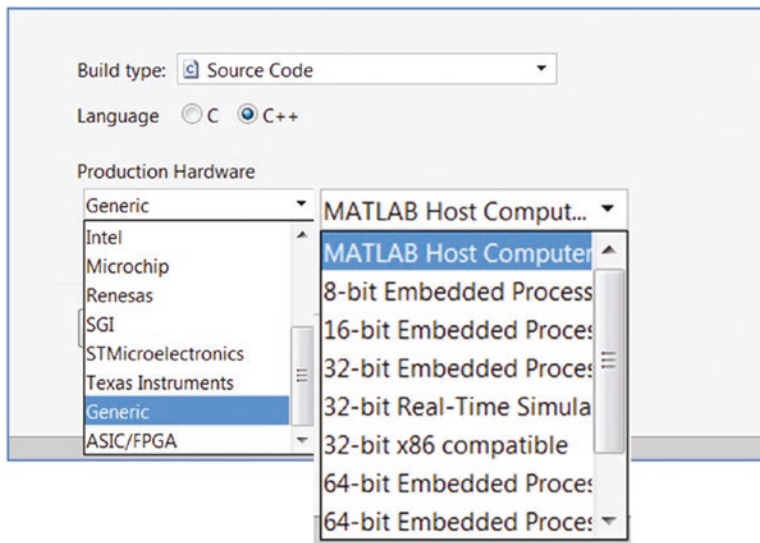 Build type: Source Code
Language C C++
Production Hardware
Generic
Intel
Microchip
Renesas
SGI
STMicroelectronics
Texas Instruments
Generic
ASIC/FPGA
MATLAB Host Comput...
MATLAB Host Computer
8-bit Embedded Process
16-bit Embedded Proces
32-bit Embedded Proces
32-bit Real-Time Simula
32-bit x86 compatible
64-bit Embedded Proces
64-bit Embedded Proces